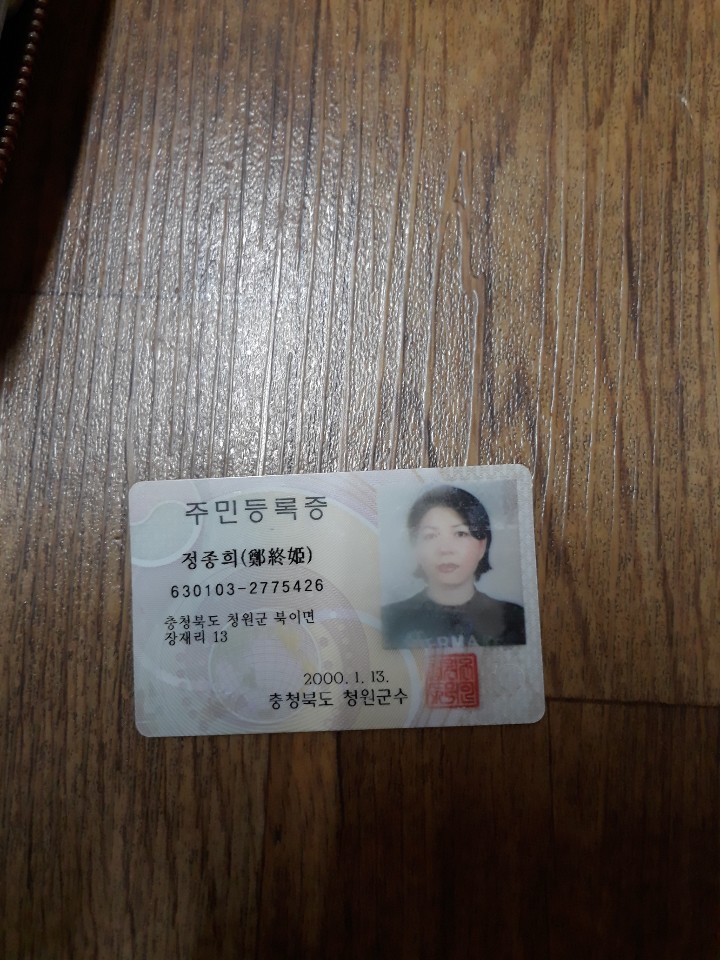 주민등록증
정종희(鄭終姬)
630103-2775426
충청북도 청원군 북이면
장재리 13
2000. 1. 13.
충청북도 청원군수